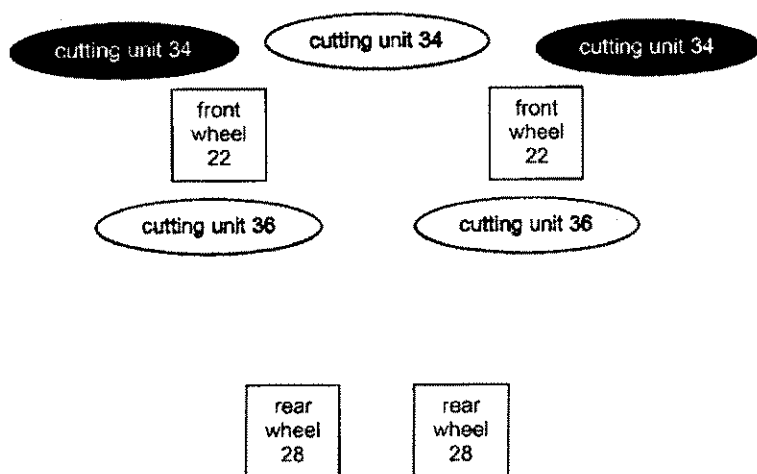 cutting unit 34
cutting unit 34
cutting unit 34
front
wheel
22
front
wheel
22
cutting unit 36
cutting unit 36
rear
wheel
28
rear
wheel
28